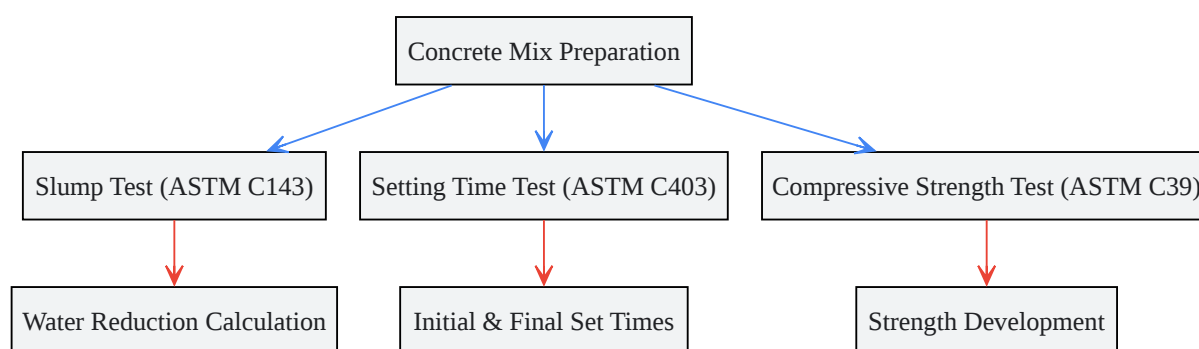 Concrete Mix Preparation
Slump Test (ASTM C143)
Setting Time Test (ASTM C403)
Compressive Strength Test (ASTM C39)
Water Reduction Calculation
Initial & Final Set Times
Strength Development